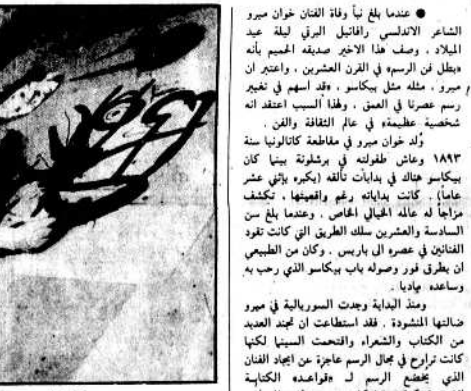 ● عندما بلغ نبأ وفاة الفنان خوان ميرو
الشاعر الاندلسي رافائيل البرتي ليلة عيد
الميلاد ، وصف هذا الاخير صديقه الحميم بأنه
«بطل فن الرسم» في القرن العشرين . واعتبر ان
ميرو ، مثله مثل بيكاسو ، «قد اسهم في تغيير
رسم عصرنا في العمق . ولهذا السبب اعتقد انه
شخصية عظيمة» في عالم الثقافة والفن .
وُلد خوان ميرو في مقاطعة كاتالونيا سنة
١٨٩٣ وعاش طفولته في برشلونة بينما كان
بيكاسو هناك في بدايات تألقه (يكبره بإثني عشر
عاماً) . كانت بداياته رغم واقعيتها ، تكشف
مزاجاً له عالمه الخيالي الخاص . وعندما بلغ سن
السادسة والعشرين سلك الطريق التي كانت تقود
الفنانين في عصره الى باريس . وكان من الطبيعي
ان يطرق فور وصوله باب بيكاسو الذي رحب به
وساعده ماديا .
ومنذ البداية وجدت السوريالية في ميرو
ضالتها المنشودة . فقد استطاعت ان تجند العديد
من الكتاب والشعراء واقتحمت السينما لكنها
كانت تراوح في مجال الرسم عاجزة عن ايجاد الفنان
الذي يخضع الرسم لـ «قواعد» الكتابة